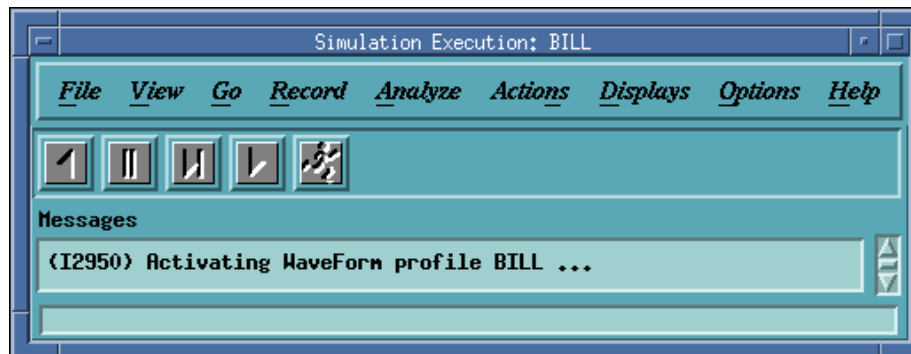 Simulation Execution: BILL
File View Go Record Analyze Actions Displays Options Help
Messages
(I2950) Activating WaveForm profile BILL ...